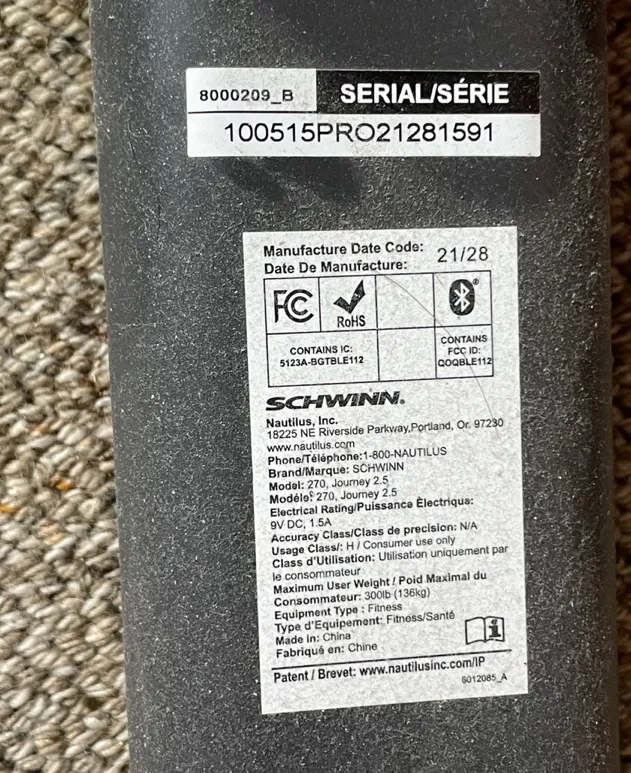 8000209_B SERIAL/SÉRIE
100515PRO21281591
Manufacture Date Code: 21/28
Date De Manufacture:
FC RoHS
CONTAINS IC:
5123A-BGTBLE112
CONTAINS
FCC ID:
QOQBLE112
SCHWINN®
Nautilus, Inc.
18225 NE Riverside Parkway,Portland, Or. 97230
www.nautilus.com
Phone/Téléphone:1-800-NAUTILUS
Brand/Marque: SCHWINN
Model: 270, Journey 2.5
Modéle: 270, Journey 2.5
Electrical Rating/Puissance Èlectriqus:
9V DC, 1.5A
Accuracy Class/Class de precision: N/A
Usage Class/: H / Consumer use only
Class d'Utilisation: Utilisation uniquement par
le consommateur
Maximum User Weight / Poid Maximal du
Consommateur: 300lb (136kg)
Equipment Type : Fitness
Type d'Equipement: Fitness/Santé
Made in: China
Fabriqué en: Chine
Patent / Brevet: www.nautilusinc.com/IP
8012085_A